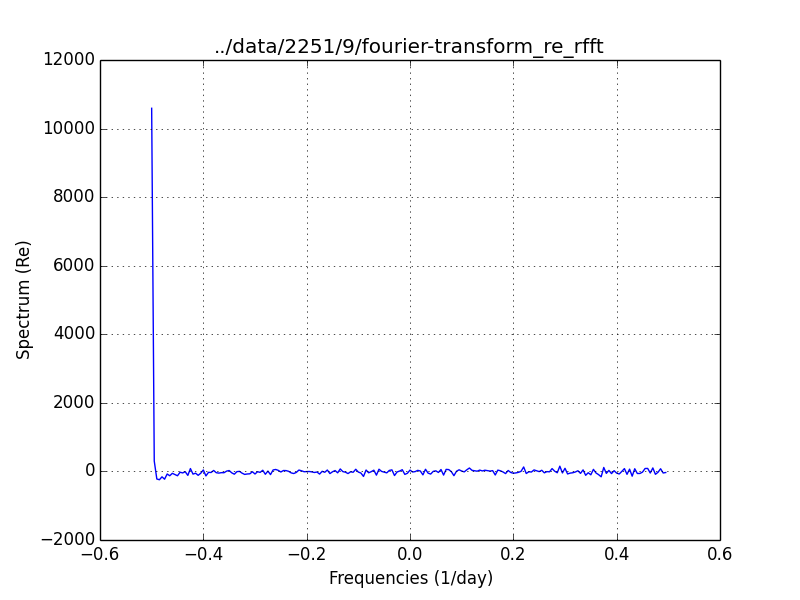 ../data/2251/9/fourier-transform_re_rfft
12000
10000
8000
6000
4000
2000
0
−2000
Spectrum (Re)
−0.6 −0.4 −0.2 0.0 0.2 0.4 0.6
Frequencies (1/day)